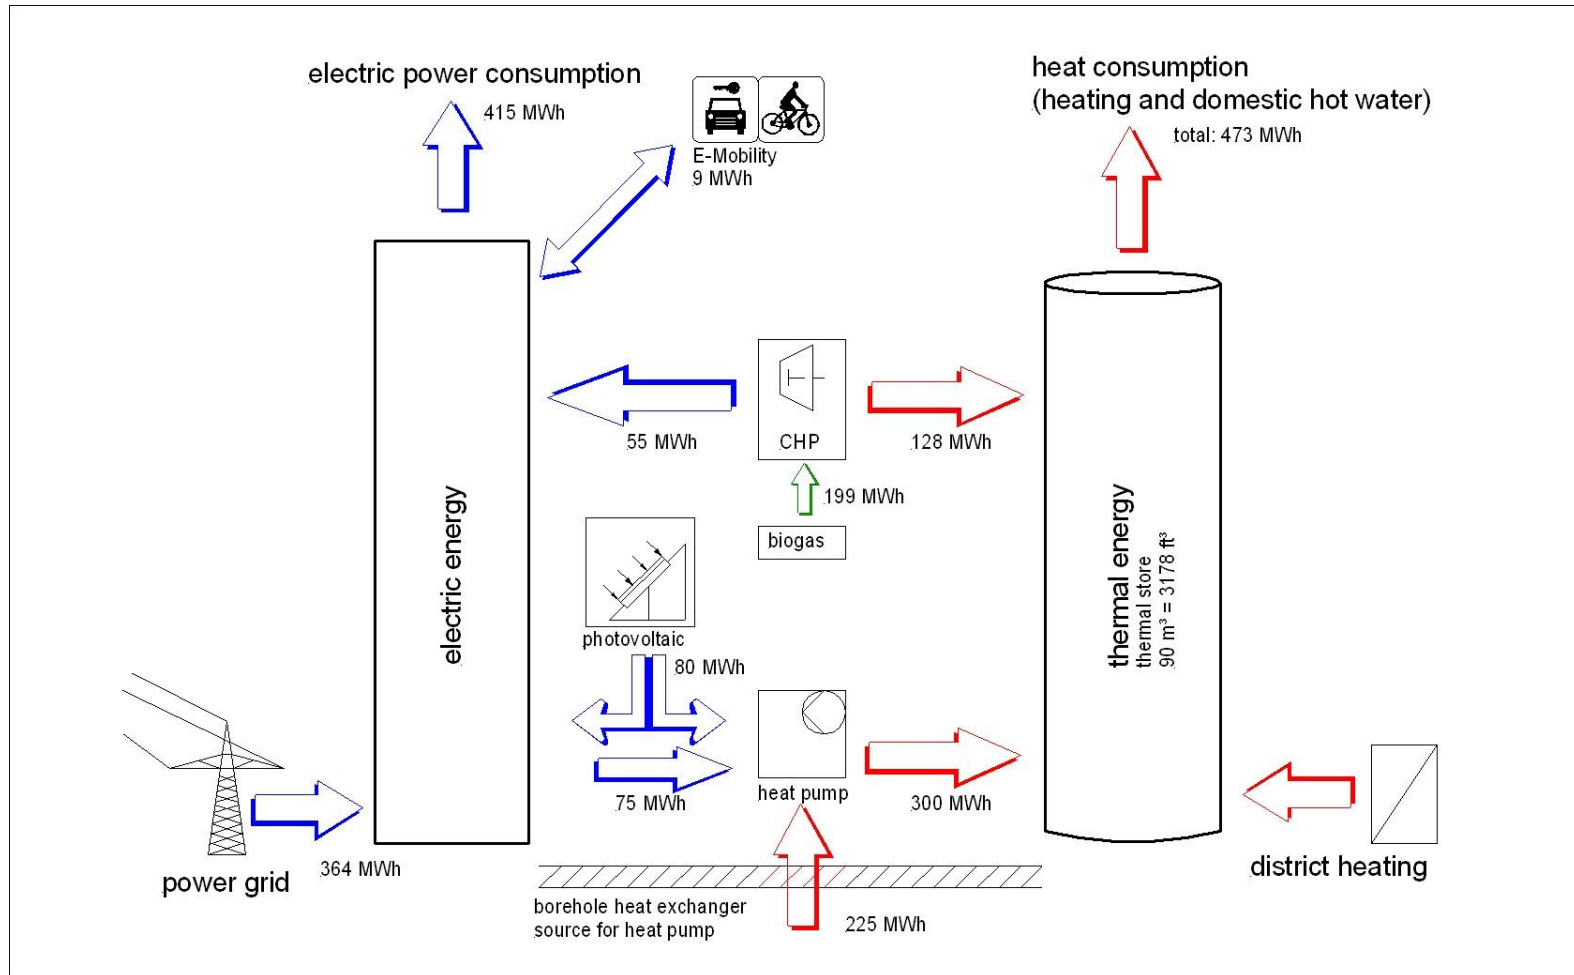 electric power consumption
415 MWh
E-Mobility
9 MWh
heat consumption
(heating and domestic hot water)
total: 473 MWh
55 MWh
CHP
128 MWh
199 MWh
biogas
electric energy
thermal energy
thermal store
90 m³ = 3178 ft³
photovoltaic
80 MWh
75 MWh
heat pump
300 MWh
364 MWh
power grid
district heating
borehole heat exchanger
source for heat pump
225 MWh